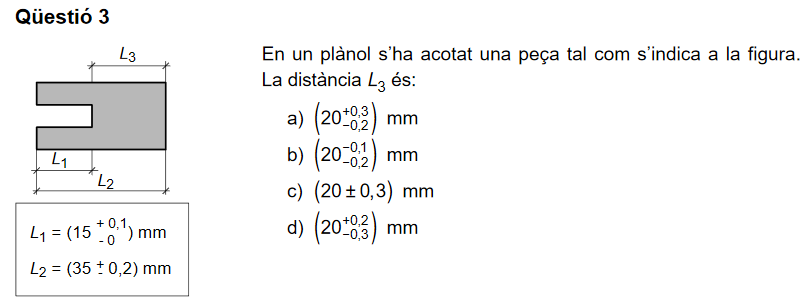 Qüestió 3
L3
L1
L2
L1 = (15 +0,1 -0) mm
L2 = (35 ± 0,2) mm
En un plànol s’ha acotat una peça tal com s’indica a la figura.
La distància L3 és:
a) (20 +0,3 −0,2) mm
b) (20 −0,1 −0,2) mm
c) (20 ± 0,3) mm
d) (20 +0,2 −0,3) mm